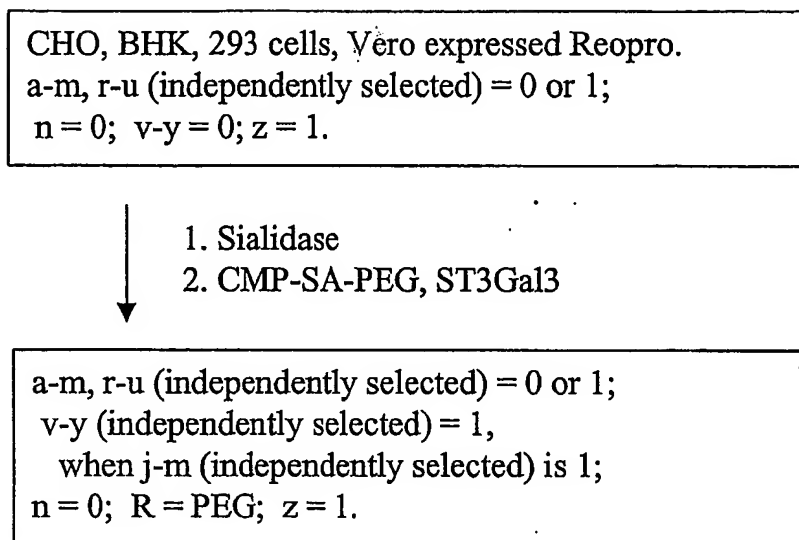 CHO, BHK, 293 cells, Vero expressed Reopro.
a-m, r-u (independently selected) = 0 or 1;
n = 0; v-y = 0; z = 1.
1. Sialidase
2. CMP-SA-PEG, ST3Gal3
a-m, r-u (independently selected) = 0 or 1;
v-y (independently selected) = 1,
when j-m (independently selected) is 1;
n = 0; R = PEG; z = 1.